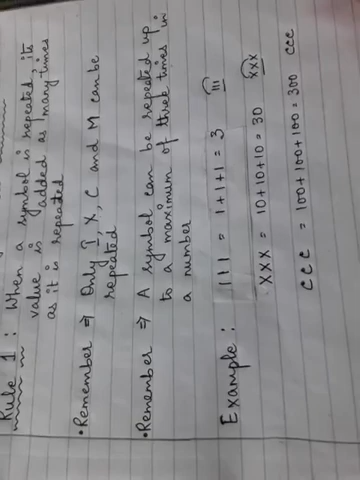 Rule 1 : When a symbol is repeated, its
value is added as many times
as it is repeated
• Remember ⇒ Only I, X, C and M can be
repeated
• Remember ⇒ A symbol can be repeated up
to a maximum of three times in
a number
Example : III = 1+1+1 = 3 III
XXX = 10+10+10 = 30 XXX
CCC = 100+100+100 = 300 CCC